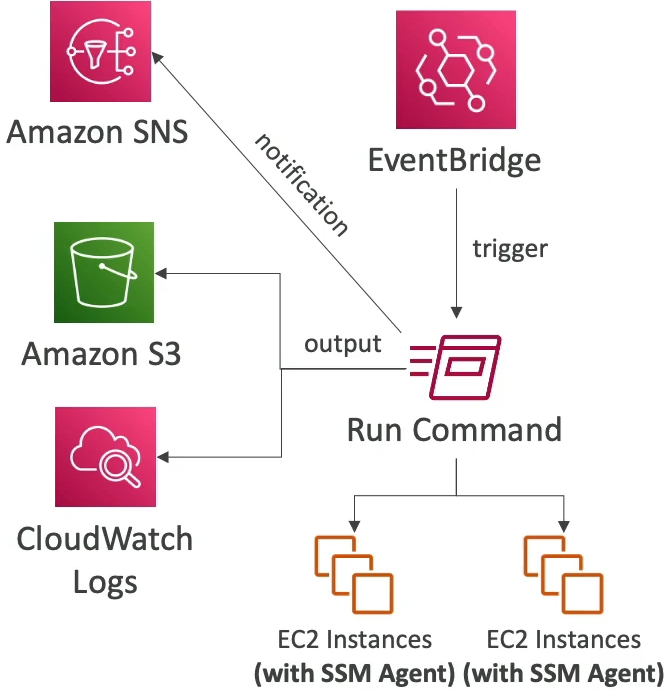 Amazon SNS
EventBridge
notification
trigger
Amazon S3
output
Run Command
CloudWatch
Logs
EC2 Instances
(with SSM Agent)
EC2 Instances
(with SSM Agent)